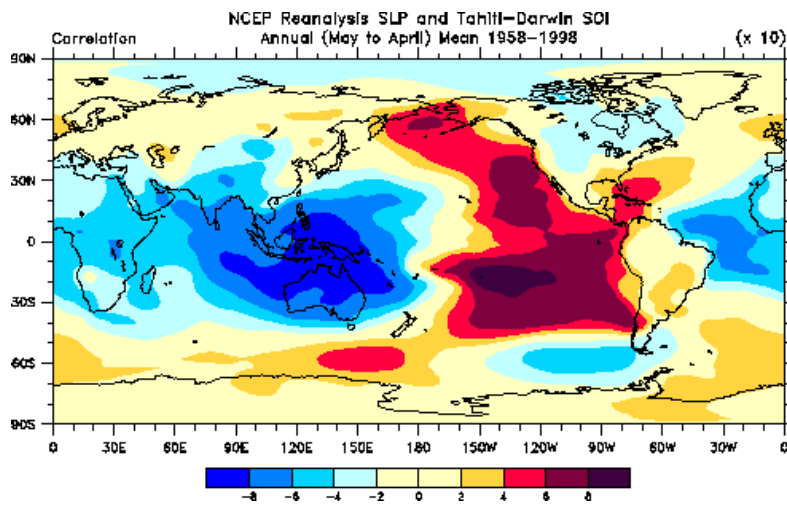 NCEP Reanalysis SLP and Tahiti-Darwin SOI
Correlation Annual (May to April) Mean 1958-1998 (x 10)
90N
60N
30N
0
30S
60S
90S
0 30E 60E 90E 120E 150E 180 150W 120W 90W 60W 30W 0
-8 -6 -4 -2 0 2 4 6 8